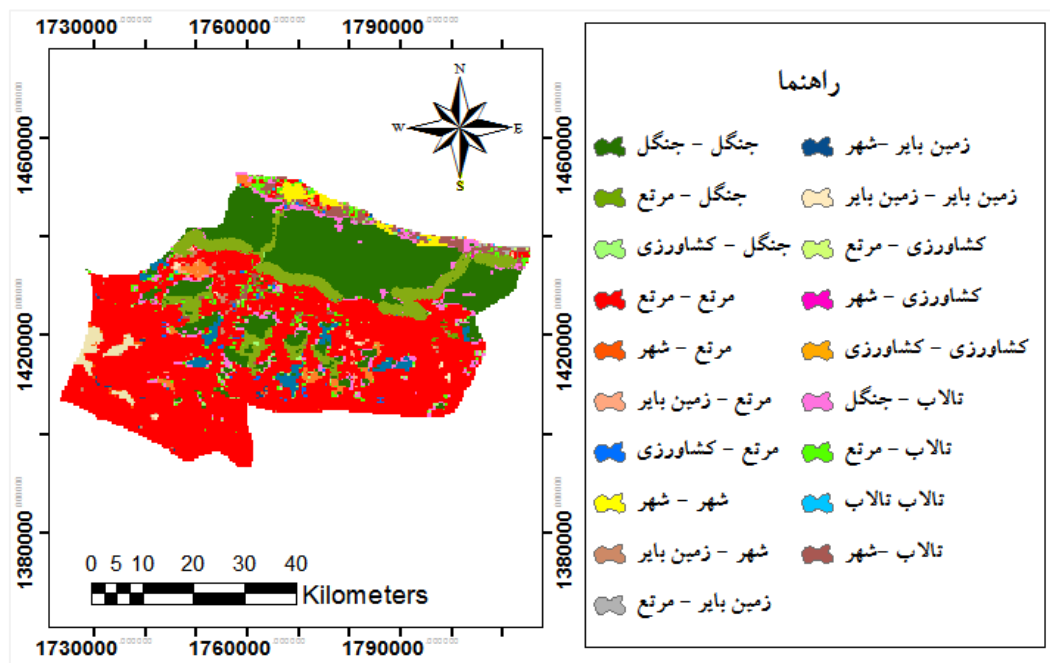 1730000 1760000 1790000
راهنما
N
W E
S
1460000 1460000
1420000 1420000
1380000 1380000
جنگل - جنگل
جنگل - مرتع
جنگل - کشاورزی
مرتع - مرتع
مرتع - شهر
مرتع - زمین بایر
مرتع - کشاورزی
شهر - شهر
شهر - زمین بایر
زمین بایر - مرتع
زمین بایر -شهر
زمین بایر - زمین بایر
کشاورزی - مرتع
کشاورزی - شهر
کشاورزی - کشاورزی
تالاب - جنگل
تالاب - مرتع
تالاب تالاب
تالاب -شهر
0 5 10 20 30 40
Kilometers
1730000 1760000 1790000